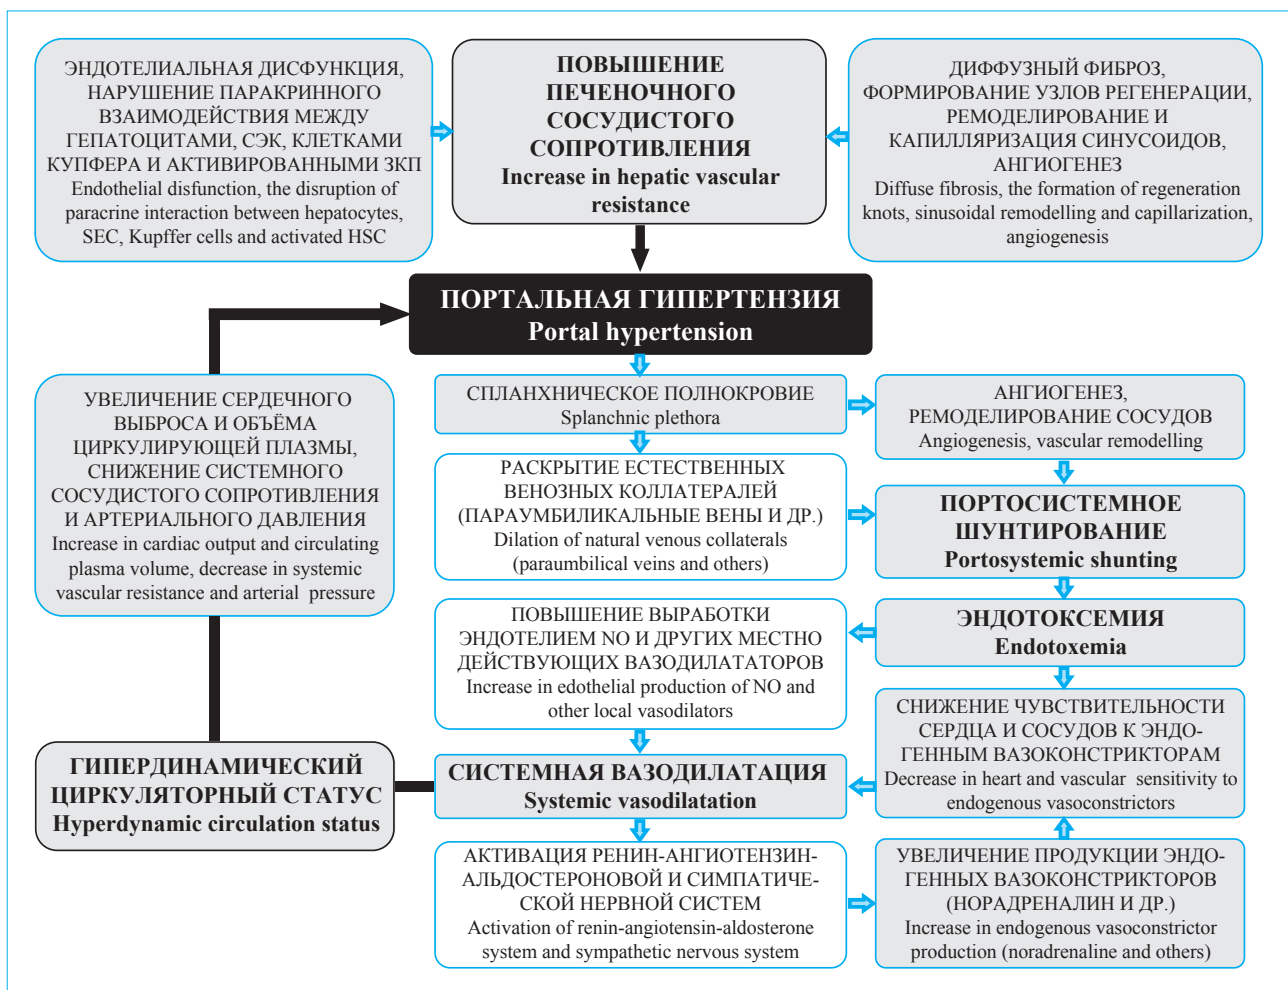 ЭНДОТЕЛИАЛЬНАЯ ДИСФУНКЦИЯ,
НАРУШЕНИЕ ПАРАКРИННОГО
ВЗАИМОДЕЙСТВИЯ МЕЖДУ
ГЕПАТОЦИТАМИ, СЭК, КЛЕТКАМИ
КУПФЕРА И АКТИВИРОВАННЫМИ ЗКП
Endothelial disfunction, the disruption of
paracrine interaction between hepatocytes,
SEC, Kupffer cells and activated HSC
ПОВЫШЕНИЕ
ПЕЧЕНОЧНОГО
СОСУДИСТОГО
СОПРОТИВЛЕНИЯ
Increase in hepatic vascular
resistance
ДИФФУЗНЫЙ ФИБРОЗ,
ФОРМИРОВАНИЕ УЗЛОВ РЕГЕНЕРАЦИИ,
РЕМОДЕЛИРОВАНИЕ И
КАПИЛЛЯРИЗАЦИЯ СИНУСОИДОВ,
АНГИОГЕНЕЗ
Diffuse fibrosis, the formation of regeneration
knots, sinusoidal remodelling and capillarization,
angiogenesis
ПОРТАЛЬНАЯ ГИПЕРТЕНЗИЯ
Portal hypertension
СПЛАНХНИЧЕСКОЕ ПОЛНОКРОВИЕ
Splanchnic plethora
АНГИОГЕНЕЗ,
РЕМОДЕЛИРОВАНИЕ СОСУДОВ
Angiogenesis, vascular remodelling
УВЕЛИЧЕНИЕ СЕРДЕЧНОГО
ВЫБРОСА И ОБЪЁМА
ЦИРКУЛИРУЮЩЕЙ ПЛАЗМЫ,
СНИЖЕНИЕ СИСТЕМНОГО
СОСУДИСТОГО СОПРОТИВЛЕНИЯ
И АРТЕРИАЛЬНОГО ДАВЛЕНИЯ
Increase in cardiac output and circulating
plasma volume, decrease in systemic
vascular resistance and arterial pressure
РАСКРЫТИЕ ЕСТЕСТВЕННЫХ
ВЕНОЗНЫХ КОЛЛАТЕРАЛЕЙ
(ПАРАУМБИЛИКАЛЬНЫЕ ВЕНЫ И ДР.)
Dilation of natural venous collaterals
(paraumbilical veins and others)
ПОРТОСИСТЕМНОЕ
ШУНТИРОВАНИЕ
Portosystemic shunting
ПОВЫШЕНИЕ ВЫРАБОТКИ
ЭНДОТЕЛИЕМ NO И ДРУГИХ МЕСТНО
ДЕЙСТВУЮЩИХ ВАЗОДИЛАТАТОРОВ
Increase in edothelial production of NO and
other local vasodilators
ЭНДОТОКСЕМИЯ
Endotoxemia
СНИЖЕНИЕ ЧУВСТВИТЕЛЬНОСТИ
СЕРДЦА И СОСУДОВ К ЭНДО-
ГЕННЫМ ВАЗОКОНСТРИКТОРАМ
Decrease in heart and vascular sensitivity to
endogenous vasoconstrictors
ГИПЕРДИНАМИЧЕСКИЙ
ЦИРКУЛЯТОРНЫЙ СТАТУС
Hyperdynamic circulation status
СИСТЕМНАЯ ВАЗОДИЛАТАЦИЯ
Systemic vasodilatation
АКТИВАЦИЯ РЕНИН-АНГИОТЕНЗИН-
АЛЬДОСТЕРОНОВОЙ И СИМПАТИЧЕ-
СКОЙ НЕРВНОЙ СИСТЕМ
Activation of renin-angiotensin-aldosterone
system and sympathetic nervous system
УВЕЛИЧЕНИЕ ПРОДУКЦИИ ЭНДО-
ГЕННЫХ ВАЗОКОНСТРИКТОРОВ
(НОРАДРЕНАЛИН И ДР.)
Increase in endogenous vasoconstrictor
production (noradrenaline and others)